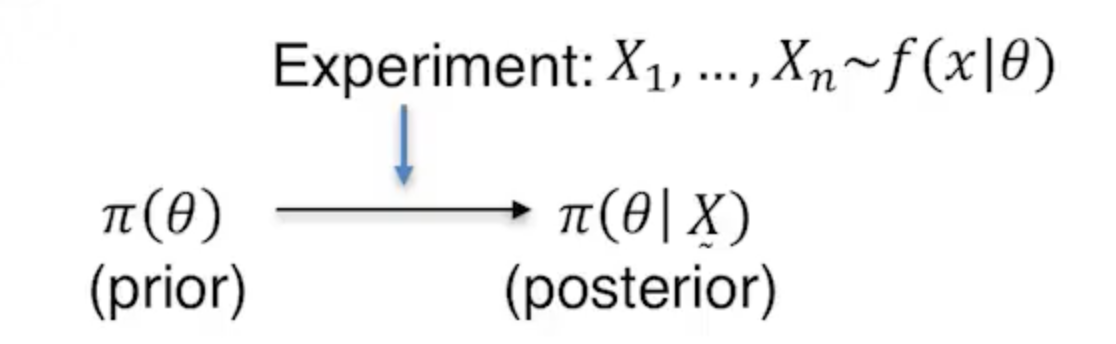 Experiment: X₁, ..., Xₙ~f(x|θ)
π(θ) π(θ| X̰)
(prior) (posterior)